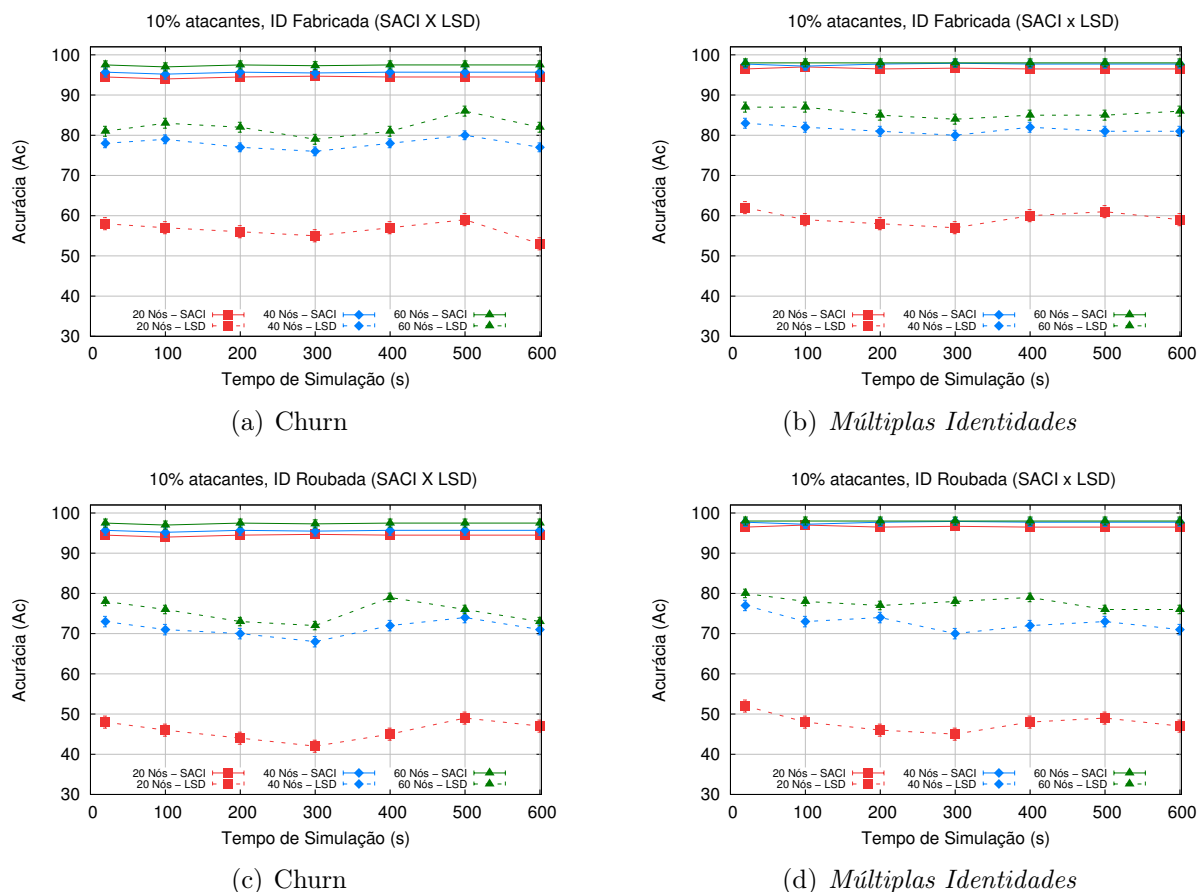 10% atacantes, ID Fabricada (SACI X LSD)
Acurácia (Ac)
100
90
80
70
60
50
40
30
20 Nós – SACI 40 Nós – SACI 60 Nós – SACI
20 Nós – LSD 40 Nós – LSD 60 Nós – LSD
0 100 200 300 400 500 600
Tempo de Simulação (s)
(a) Churn
10% atacantes, ID Fabricada (SACI x LSD)
Acurácia (Ac)
100
90
80
70
60
50
40
30
20 Nós – SACI 40 Nós – SACI 60 Nós – SACI
20 Nós – LSD 40 Nós – LSD 60 Nós – LSD
0 100 200 300 400 500 600
Tempo de Simulação (s)
(b) Múltiplas Identidades
10% atacantes, ID Roubada (SACI X LSD)
Acurácia (Ac)
100
90
80
70
60
50
40
30
20 Nós – SACI 40 Nós – SACI 60 Nós – SACI
20 Nós – LSD 40 Nós – LSD 60 Nós – LSD
0 100 200 300 400 500 600
Tempo de Simulação (s)
(c) Churn
10% atacantes, ID Roubada (SACI x LSD)
Acurácia (Ac)
100
90
80
70
60
50
40
30
20 Nós – SACI 40 Nós – SACI 60 Nós – SACI
20 Nós – LSD 40 Nós – LSD 60 Nós – LSD
0 100 200 300 400 500 600
Tempo de Simulação (s)
(d) Múltiplas Identidades